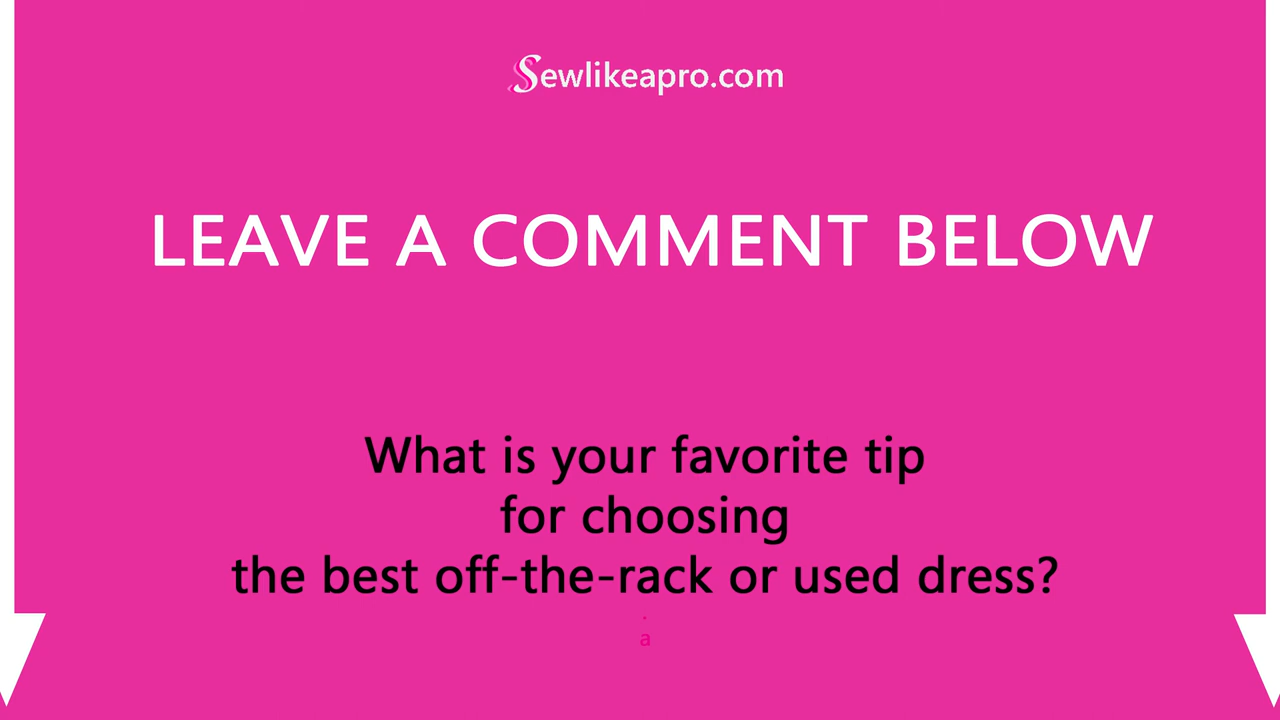 Sewlikeapro.com
LEAVE A COMMENT BELOW
What is your favorite tip
for choosing
the best off-the-rack or used dress?
.
a